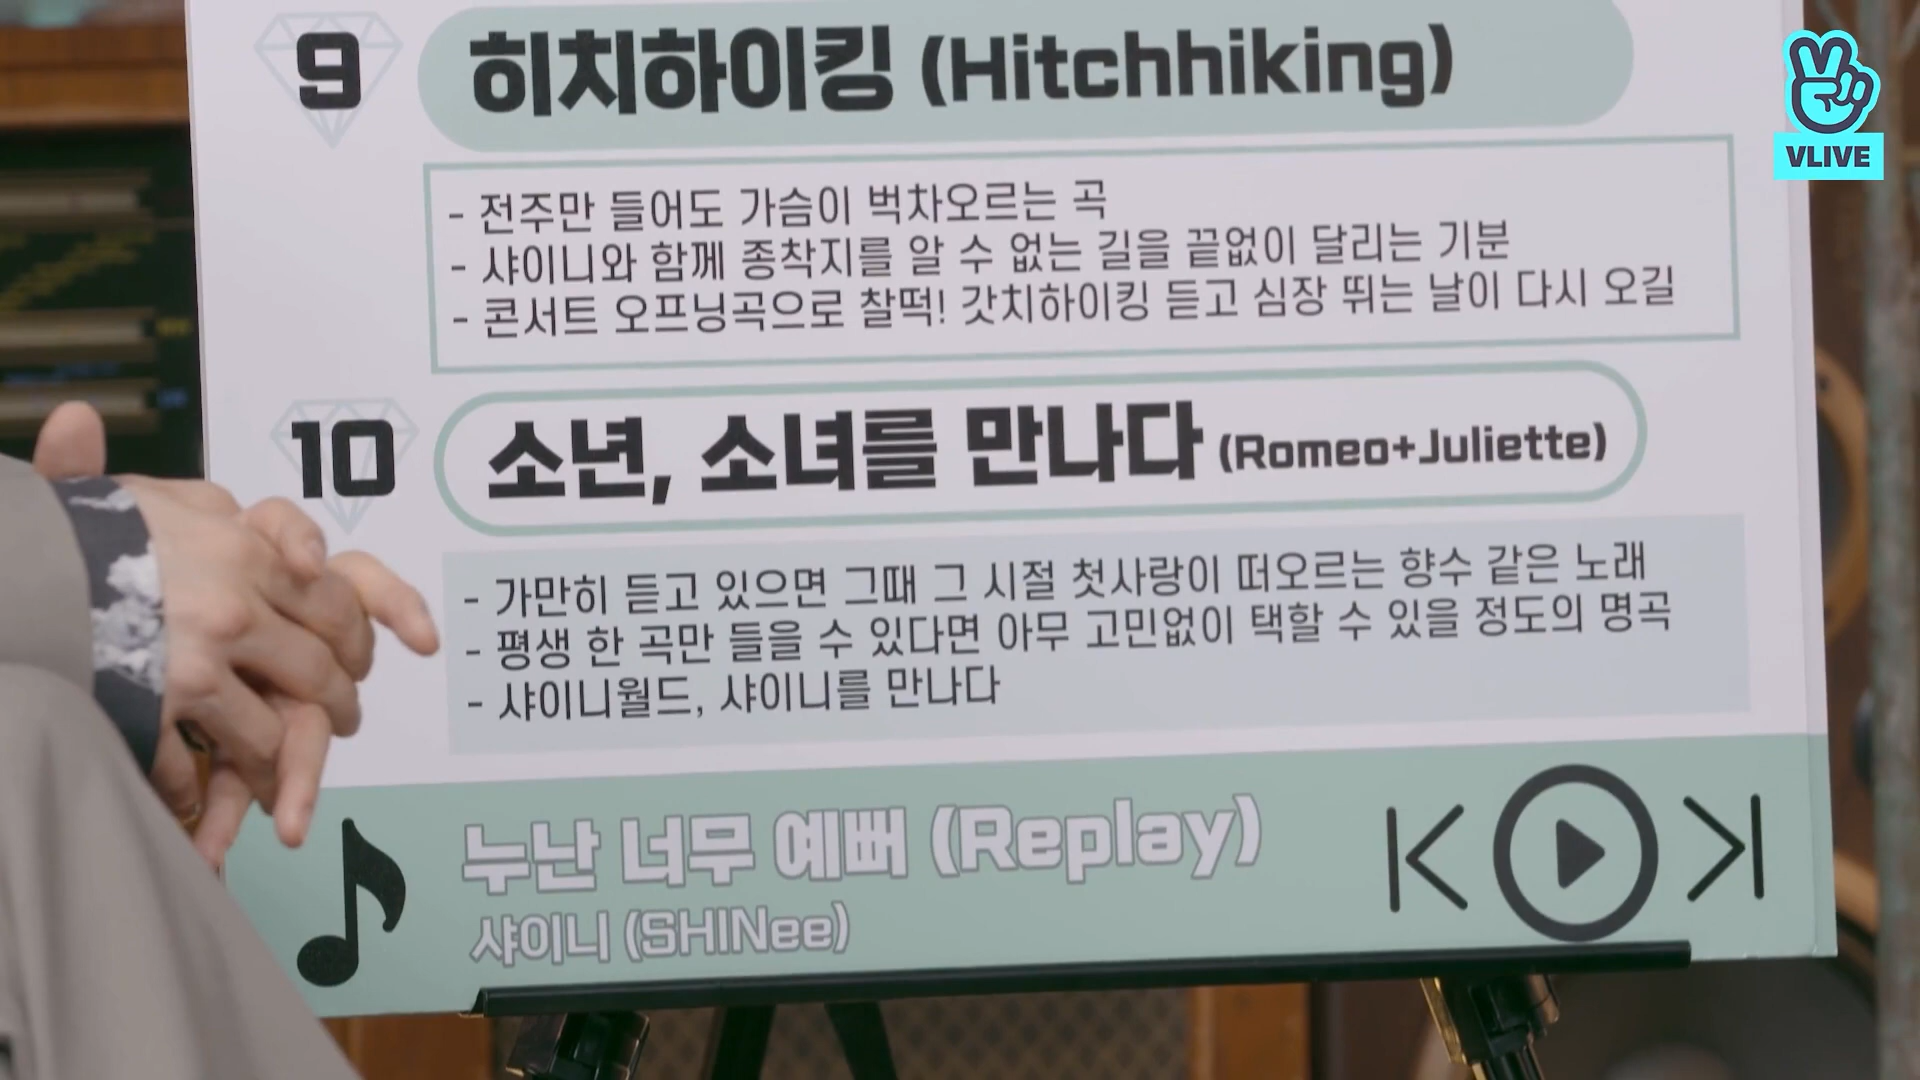 9 히치하이킹 (Hitchhiking)
VLIVE
- 전주만 들어도 가슴이 벅차오르는 곡
- 샤이니와 함께 종착지를 알 수 없는 길을 끝없이 달리는 기분
- 콘서트 오프닝곡으로 찰떡! 갓치하이킹 듣고 심장 뛰는 날이 다시 오길
10 소년, 소녀를 만나다 (Romeo+Juliette)
- 가만히 듣고 있으면 그때 그 시절 첫사랑이 떠오르는 향수 같은 노래
- 평생 한 곡만 들을 수 있다면 아무 고민없이 택할 수 있을 정도의 명곡
- 샤이니월드, 샤이니를 만나다
누난 너무 예뻐 (Replay)
샤이니 (SHINee)